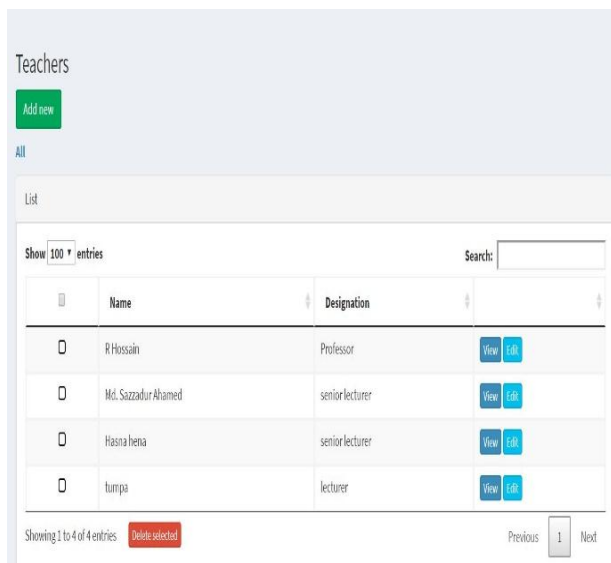 Teachers
Add new
All
List
Show 100 entries Search:
Name Designation
R Hossain Professor View Edit
Md. Sazzadur Ahamed senior lecturer View Edit
Hasna hena senior lecturer View Edit
tumpa lecturer View Edit
Showing 1 to 4 of 4 entries Delete selected Previous 1 Next